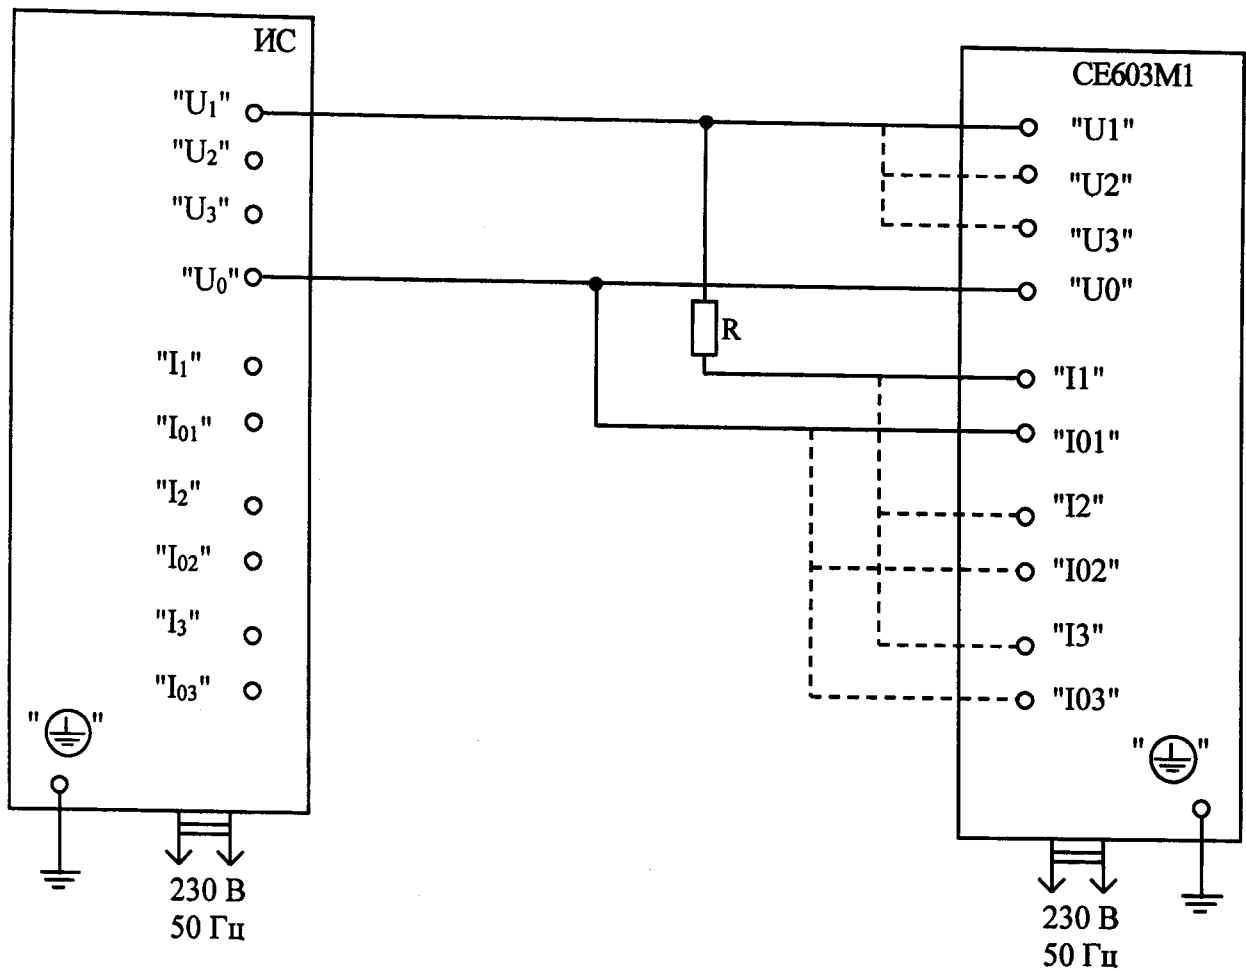 ИС
"U₁"
"U₂"
"U₃"
"U₀"
"I₁"
"I₀₁"
"I₂"
"I₀₂"
"I₃"
"I₀₃"
" "
230 В
50 Гц
R
CE603M1
"U1"
"U2"
"U3"
"U0"
"I1"
"I01"
"I2"
"I02"
"I3"
"I03"
" "
230 В
50 Гц